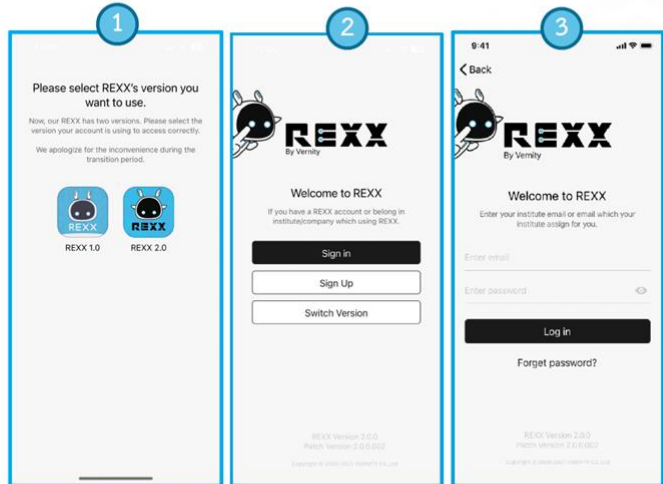 1
Please select REXX's version you
want to use.
Now, our REXX has two versions. Please select the
version your account is using to access correctly.
We apologize for the inconvenience during the
transition period.
REXX
REXX
REXX 1.0
REXX 2.0
2
REXX
By Vernity
Welcome to REXX
If you have a REXX account or belong in
institute/company which using REXX.
Sign in
Sign Up
Switch Version
REXX Version 2.0.0
Patch Version 2.0.0.002
3
9:41
Back
REXX
By Vernity
Welcome to REXX
Enter your institute email or email which your
institute assign for you.
Enter email
Enter password
Log in
Forget password?
REXX Version 2.0.0
Patch Version 2.0.0.002